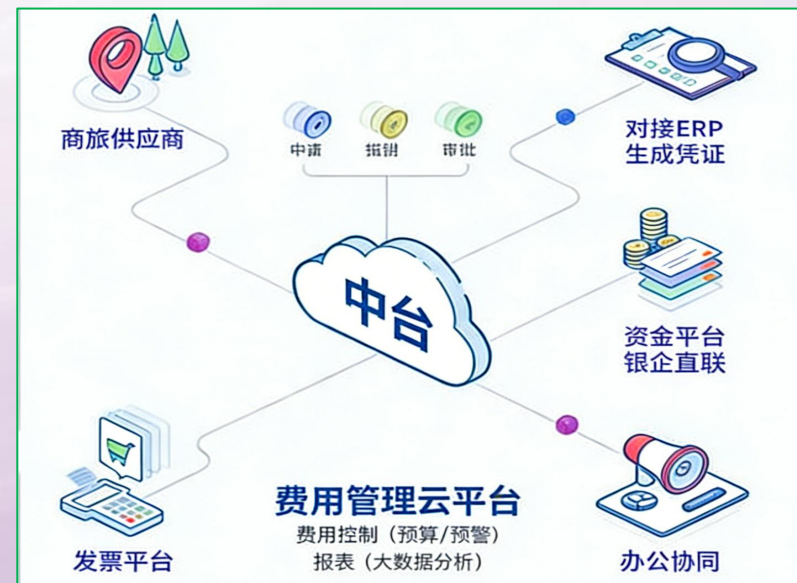 商旅供应商
审批
对接ERP
生成凭证
中台
资金平台
银企直联
费用管理云平台
费用控制（预算/预警）
报表（大数据分析）
发票平台
办公协同